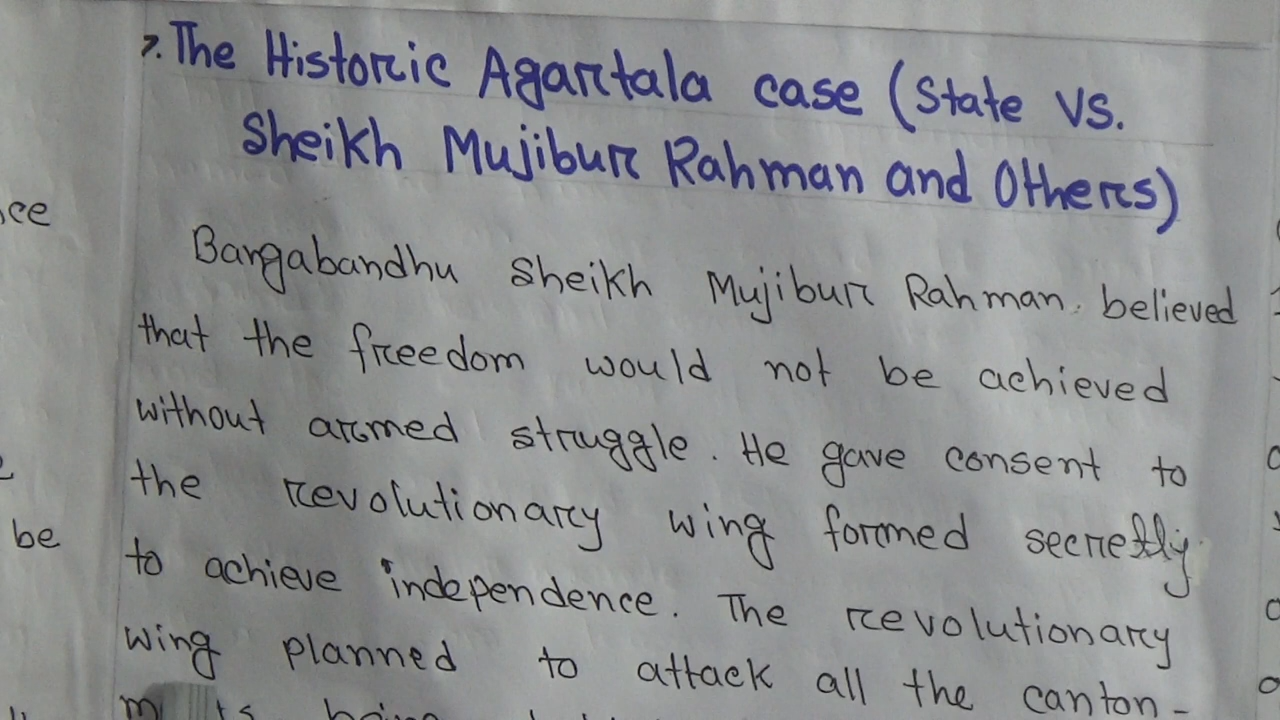 7. The Historic Agartala case (State VS.
Sheikh Mujibur Rahman and Others)
Bangabandhu Sheikh Mujibur Rahman. believed
that the freedom would not be achieved
without armed struggle. He gave consent to
the revolutionary wing formed secretly
to achieve independence. The revolutionary
wing planned to attack all the canton-
being
be